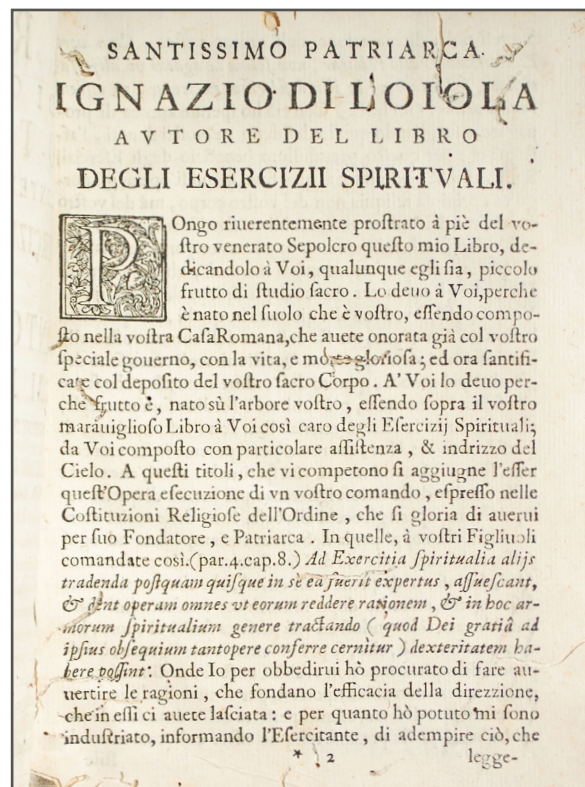 SANTISSIMO PATRIARCA
IGNAZIO DI LOIOLA
AVTORE DEL LIBRO
DEGLI ESERCIZII SPIRITVALI.
POngo riuerentemente prostrato à piè del vo-
stro venerato Sepolcro questo mio Libro, de-
dicandolo à Voi, qualunque egli sia, piccolo
frutto di studio sacro. Lo deuo à Voi, perche
è nato nel suolo che è vostro, essendo compo-
sto nella vostra Casa Romana, che auete onorata già col vostro
speciale gouerno, con la vita, e morte gloriosa; ed ora santifi-
cate col deposito del vostro sacro Corpo. A' Voi lo deuo per-
che frutto è, nato sù l'arbore vostro, essendo sopra il vostro
marauiglioso Libro à Voi così caro degli Esercizij Spirituali;
da Voi composto con particolare assistenza, & indrizzo del
Cielo. A questi titoli, che vi competono si aggiugne l'esser
quest'Opera esecuzione di vn vostro comando, espresso nelle
Costituzioni Religiose dell'Ordine, che si gloria di auerui
per suo Fondatore, e Patriarca. In quelle, à vostri Figliuoli
comandate così. (par.4.cap.8.) Ad Exercitia spiritualia alijs
tradenda postquam quisque in se ea fuerit expertus, assuescant,
& dent operam omnes vt eorum reddere rationem, & in hoc ar-
morum spiritualium genere tractando ( quod Dei gratiâ ad
ipsius obsequium tantopere conferre cernitur ) dexteritatem ha-
bere possint: Onde Io per obbedirui hò procurato di fare au-
uertire le ragioni, che fondano l'efficacia della direzzione,
che in essi ci auete lasciata: e per quanto hò potuto mi sono
industriato, informando l'Esercitante, di adempire ciò, che
* 2 legge-